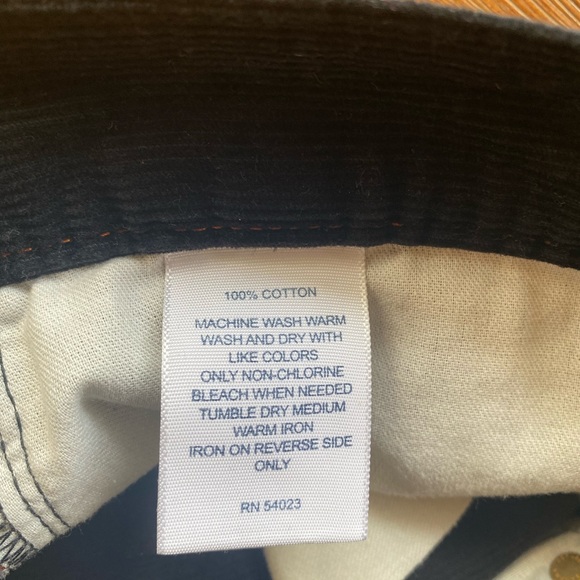 100% COTTON
MACHINE WASH WARM
WASH AND DRY WITH
LIKE COLORS
ONLY NON-CHLORINE
BLEACH WHEN NEEDED
TUMBLE DRY MEDIUM
WARM IRON
IRON ON REVERSE SIDE
ONLY
RN 54023